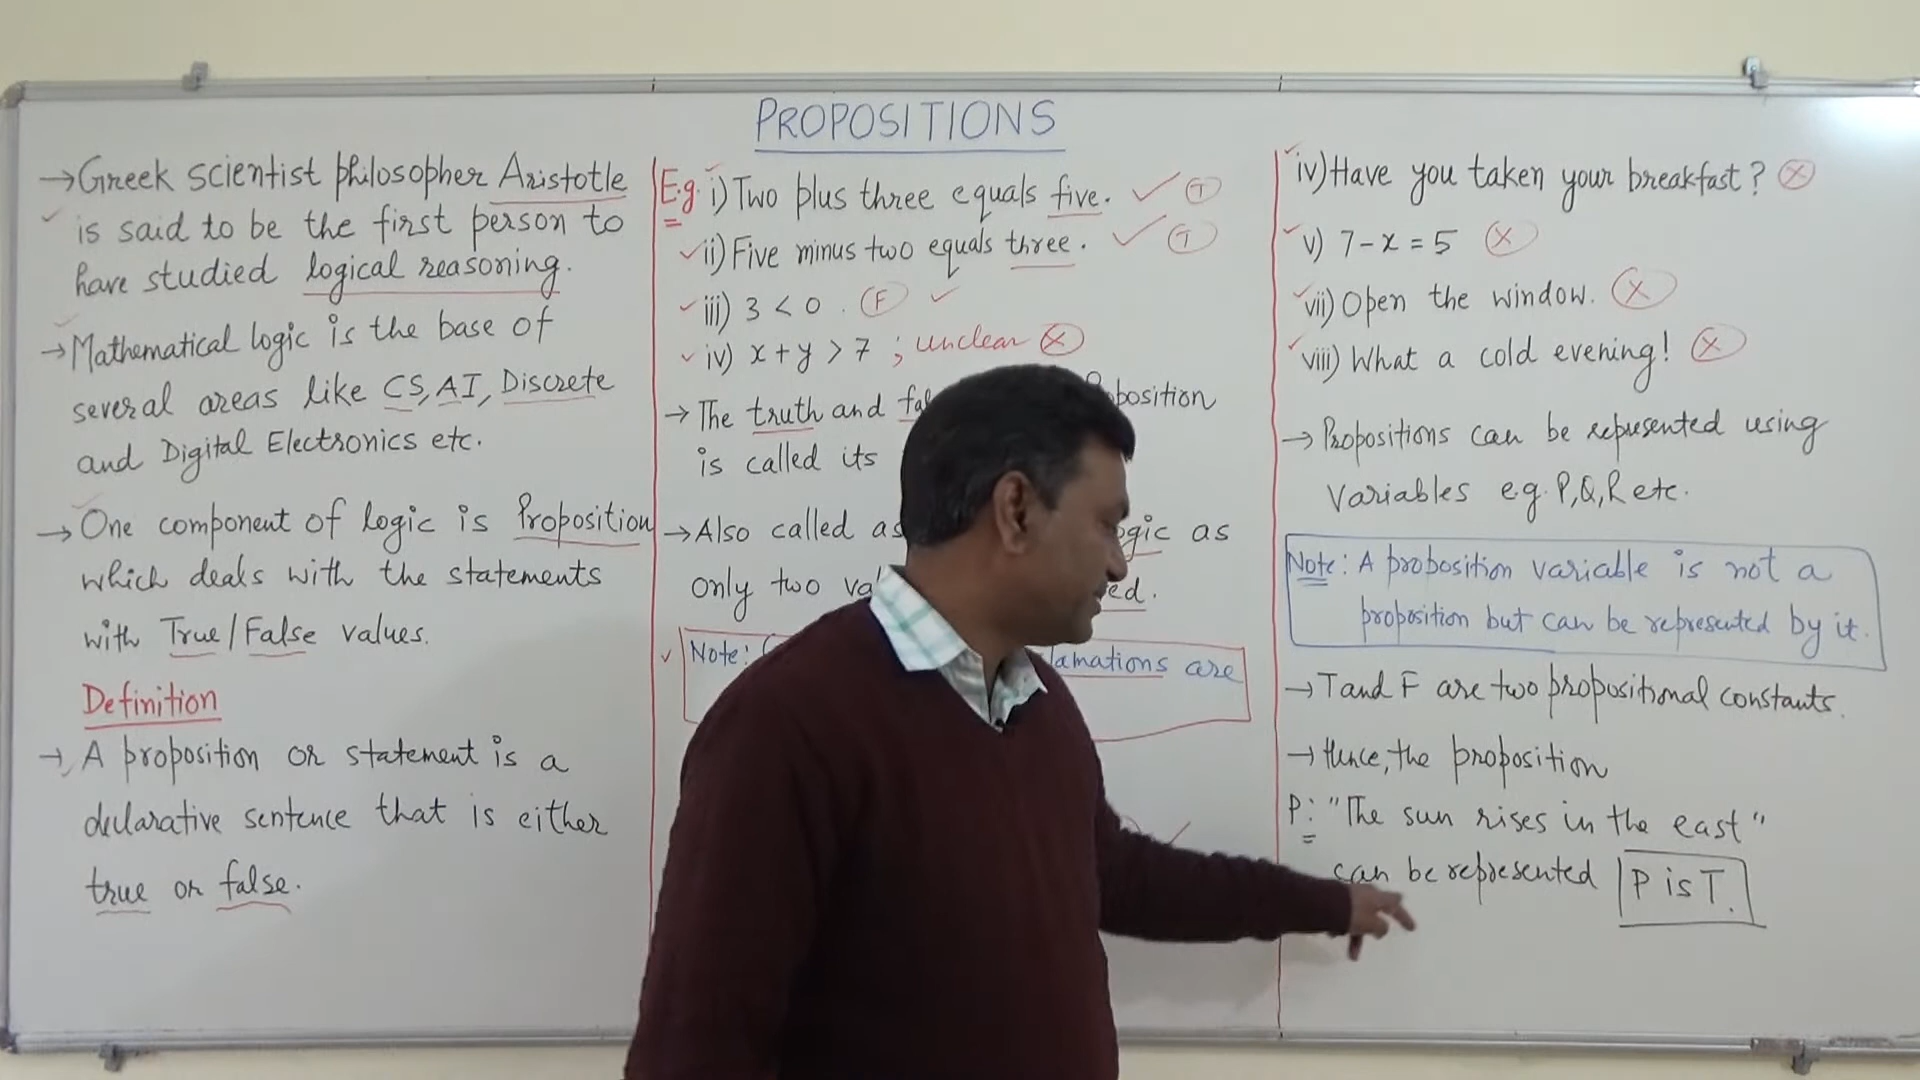 PROPOSITIONS
→ Greek scientist philosopher Aristotle
is said to be the first person to
have studied logical reasoning.
→ Mathematical logic is the base of
several areas like CS, AI, Discrete
and Digital Electronics etc.
→ One component of logic is Proposition
which deals with the statements
with True/False values.
Definition
→ A proposition or statement is a
declarative sentence that is either
true or false.
E.g. i) Two plus three equals five. ✓ (T)
ii) Five minus two equals three. ✓ (T)
iii) 3 < 0. (F) ✓
iv) x + y > 7 ; unclear (X)
→ The truth and
is called its
→ Also called as as
only two
Note: are
iv) Have you taken your breakfast? (X)
v) 7 - x = 5 (X)
vii) Open the window. (X)
viii) What a cold evening! (X)
→ Propositions can be represented using
variables e.g. P, Q, R etc.
Note: A proposition variable is not a
proposition but can be represented by it.
→ T and F are two propositional constants.
→ Hence, the proposition
P: "The sun rises in the east"
can be represented P is T.